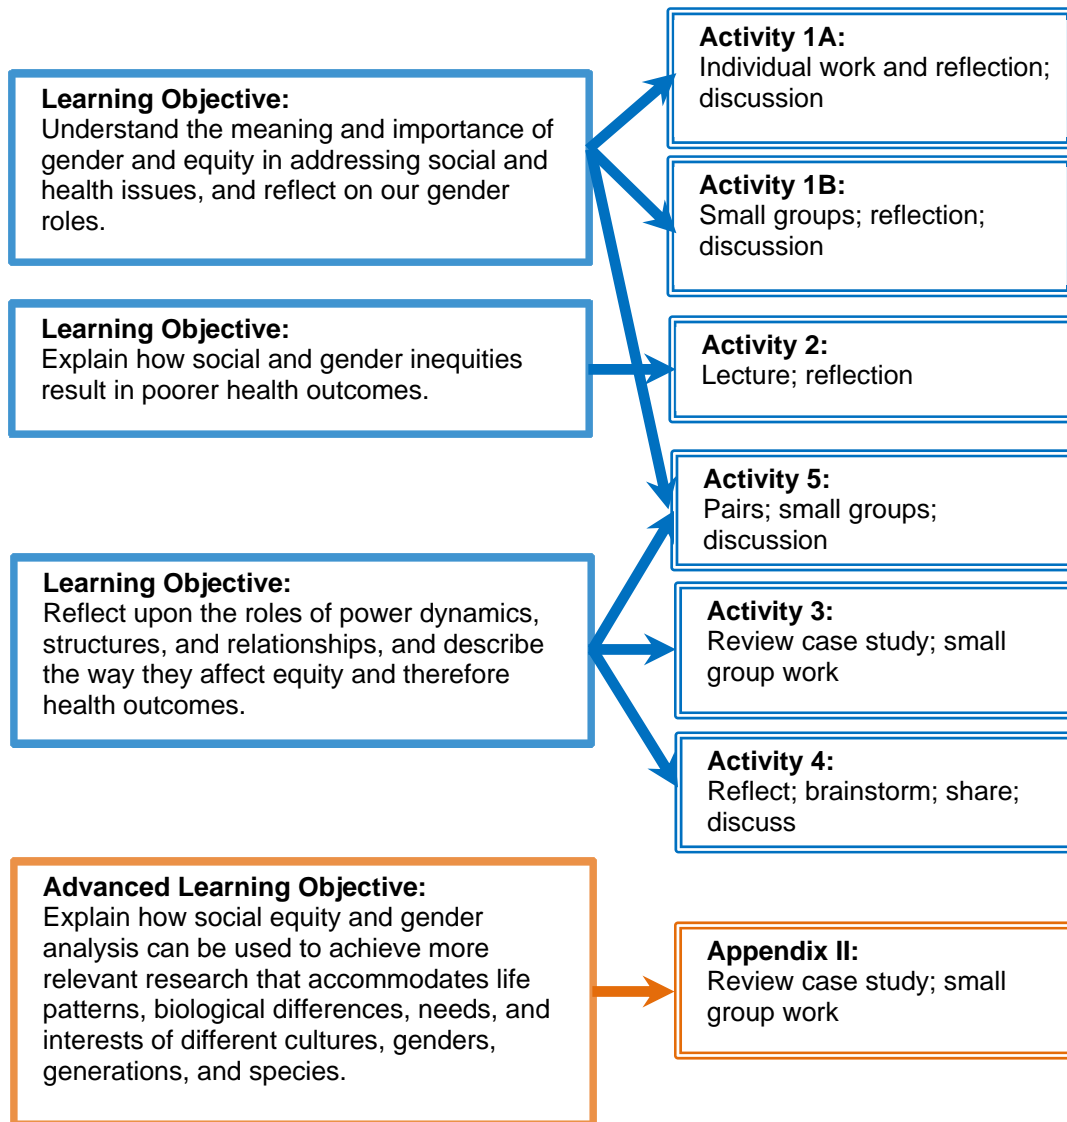 Learning Objective:
Understand the meaning and importance of
gender and equity in addressing social and
health issues, and reflect on our gender
roles.
Activity 1A:
Individual work and reflection;
discussion
Activity 1B:
Small groups; reflection;
discussion
Learning Objective:
Explain how social and gender inequities
result in poorer health outcomes.
Activity 2:
Lecture; reflection
Learning Objective:
Reflect upon the roles of power dynamics,
structures, and relationships, and describe
the way they affect equity and therefore
health outcomes.
Activity 5:
Pairs; small groups;
discussion
Activity 3:
Review case study; small
group work
Activity 4:
Reflect; brainstorm; share;
discuss
Advanced Learning Objective:
Explain how social equity and gender
analysis can be used to achieve more
relevant research that accommodates life
patterns, biological differences, needs, and
interests of different cultures, genders,
generations, and species.
Appendix II:
Review case study; small
group work